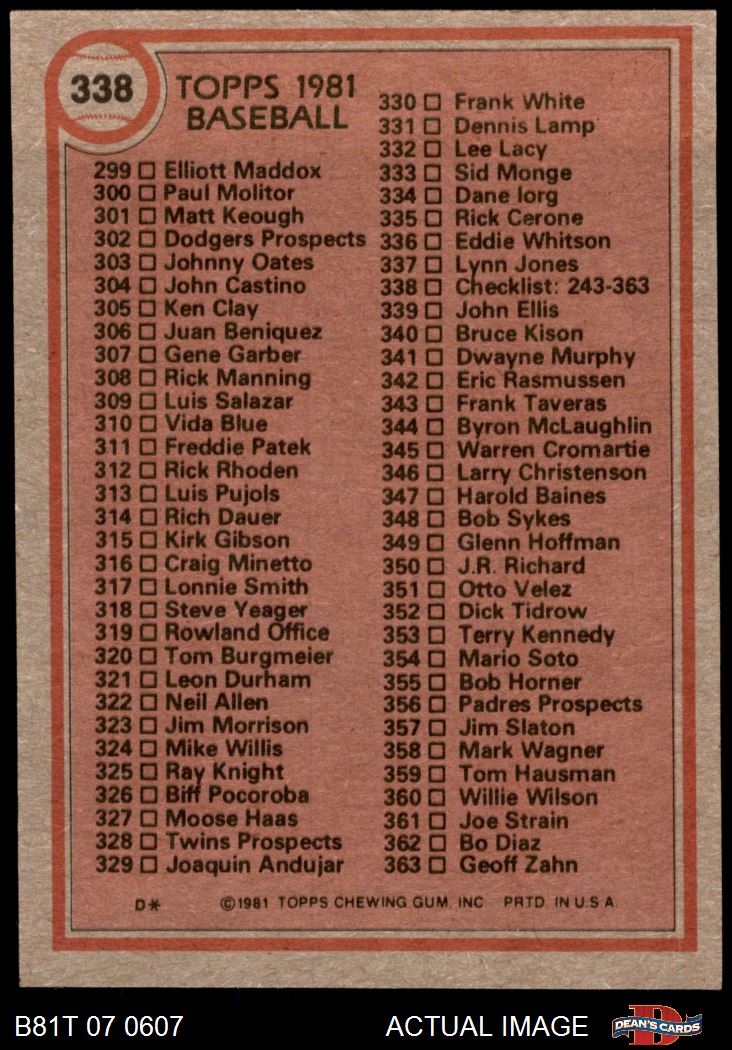 338
TOPPS 1981
BASEBALL
299 Elliott Maddox
300 Paul Molitor
301 Matt Keough
302 Dodgers Prospects
303 Johnny Oates
304 John Castino
305 Ken Clay
306 Juan Beniquez
307 Gene Garber
308 Rick Manning
309 Luis Salazar
310 Vida Blue
311 Freddie Patek
312 Rick Rhoden
313 Luis Pujols
314 Rich Dauer
315 Kirk Gibson
316 Craig Minetto
317 Lonnie Smith
318 Steve Yeager
319 Rowland Office
320 Tom Burgmeier
321 Leon Durham
322 Neil Allen
323 Jim Morrison
324 Mike Willis
325 Ray Knight
326 Biff Pocoroba
327 Moose Haas
328 Twins Prospects
329 Joaquin Andujar
330 Frank White
331 Dennis Lamp
332 Lee Lacy
333 Sid Monge
334 Dane Iorg
335 Rick Cerone
336 Eddie Whitson
337 Lynn Jones
338 Checklist: 243-363
339 John Ellis
340 Bruce Kison
341 Dwayne Murphy
342 Eric Rasmussen
343 Frank Taveras
344 Byron McLaughlin
345 Warren Cromartie
346 Larry Christenson
347 Harold Baines
348 Bob Sykes
349 Glenn Hoffman
350 J.R. Richard
351 Otto Velez
352 Dick Tidrow
353 Terry Kennedy
354 Mario Soto
355 Bob Horner
356 Padres Prospects
357 Jim Slaton
358 Mark Wagner
359 Tom Hausman
360 Willie Wilson
361 Joe Strain
362 Bo Diaz
363 Geoff Zahn
D* ©1981 TOPPS CHEWING GUM, INC. PRTD. IN U.S.A.
B81T 07 0607 ACTUAL IMAGE DEAN'S CARDS